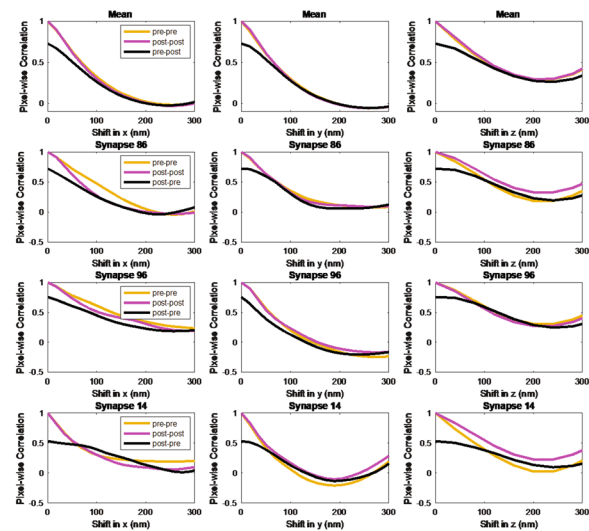 Mean
Mean
Mean
Pixel-wise Correlation
1
0.5
0
pre-pre
post-post
pre-post
0 100 200 300
Shift in x (nm)
Pixel-wise Correlation
1
0.5
0
0 100 200 300
Shift in y (nm)
Pixel-wise Correlation
1
0.5
0
0 100 200 300
Shift in z (nm)
Synapse 86
Synapse 86
Synapse 86
Pixel-wise Correlation
1
0.5
0
-0.5
pre-pre
post-post
post-pre
0 100 200 300
Shift in x (nm)
Pixel-wise Correlation
1
0.5
0
-0.5
0 100 200 300
Shift in y (nm)
Pixel-wise Correlation
1
0.5
0
-0.5
0 100 200 300
Shift in z (nm)
Synapse 96
Synapse 96
Synapse 96
Pixel-wise Correlation
1
0.5
0
-0.5
pre-pre
post-post
post-pre
0 100 200 300
Shift in x (nm)
Pixel-wise Correlation
1
0.5
0
-0.5
0 100 200 300
Shift in y (nm)
Pixel-wise Correlation
1
0.5
0
-0.5
0 100 200 300
Shift in z (nm)
Synapse 14
Synapse 14
Synapse 14
Pixel-wise Correlation
1
0.5
0
-0.5
pre-pre
post-post
post-pre
0 100 200 300
Shift in x (nm)
Pixel-wise Correlation
1
0.5
0
-0.5
0 100 200 300
Shift in y (nm)
Pixel-wise Correlation
1
0.5
0
-0.5
0 100 200 300
Shift in z (nm)